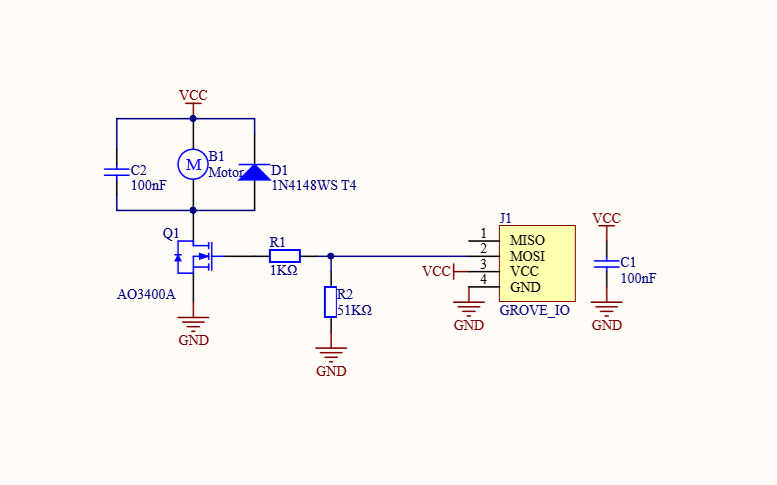 VCC
C2
100nF
M
B1
Motor
D1
1N4148WS T4
Q1
AO3400A
GND
R1
1KΩ
R2
51KΩ
GND
J1
1
2
3
4
MISO
MOSI
VCC
GND
VCC
GND
GROVE_IO
VCC
C1
100nF
GND